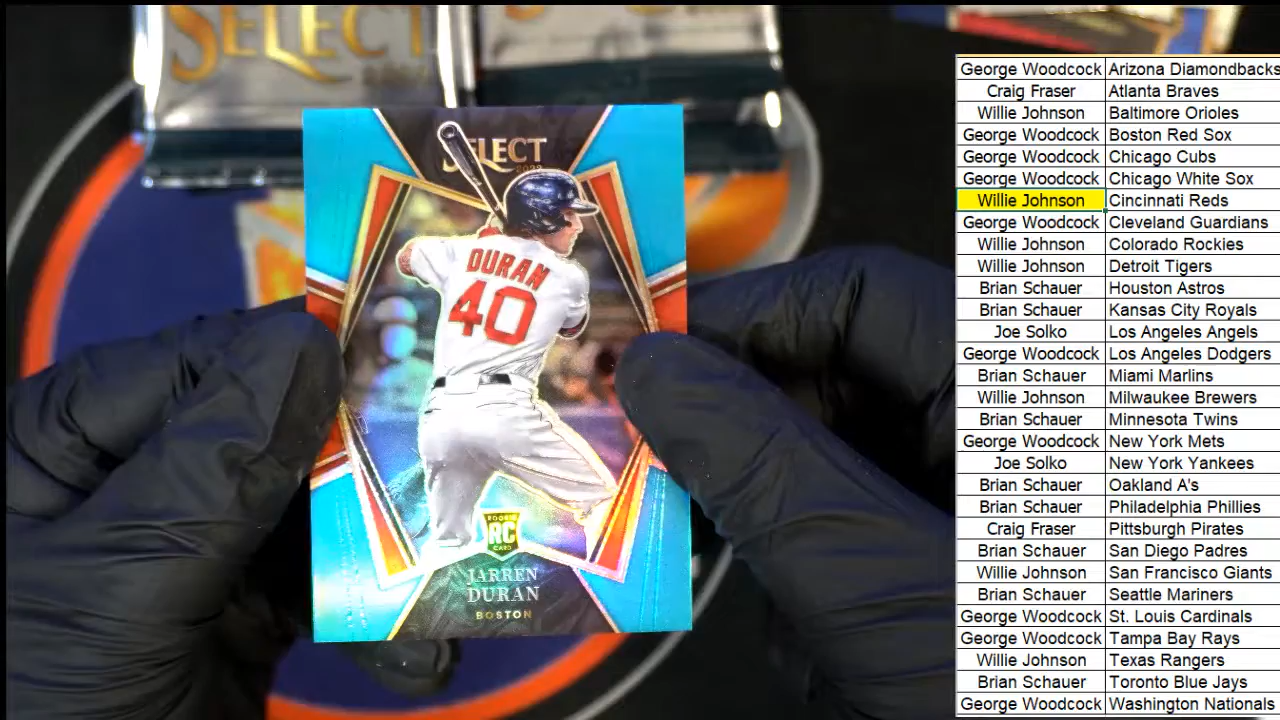 SELECT
SELECT
2022
DURAN
40
ROOKIE
RC
CARD
JARREN
DURAN
BOSTON
George Woodcock Arizona Diamondbacks
Craig Fraser Atlanta Braves
Willie Johnson Baltimore Orioles
George Woodcock Boston Red Sox
George Woodcock Chicago Cubs
George Woodcock Chicago White Sox
Willie Johnson Cincinnati Reds
George Woodcock Cleveland Guardians
Willie Johnson Colorado Rockies
Willie Johnson Detroit Tigers
Brian Schauer Houston Astros
Brian Schauer Kansas City Royals
Joe Solko Los Angeles Angels
George Woodcock Los Angeles Dodgers
Brian Schauer Miami Marlins
Willie Johnson Milwaukee Brewers
Brian Schauer Minnesota Twins
George Woodcock New York Mets
Joe Solko New York Yankees
Brian Schauer Oakland A's
Brian Schauer Philadelphia Phillies
Craig Fraser Pittsburgh Pirates
Brian Schauer San Diego Padres
Willie Johnson San Francisco Giants
Brian Schauer Seattle Mariners
George Woodcock St. Louis Cardinals
George Woodcock Tampa Bay Rays
Willie Johnson Texas Rangers
Brian Schauer Toronto Blue Jays
George Woodcock Washington Nationals